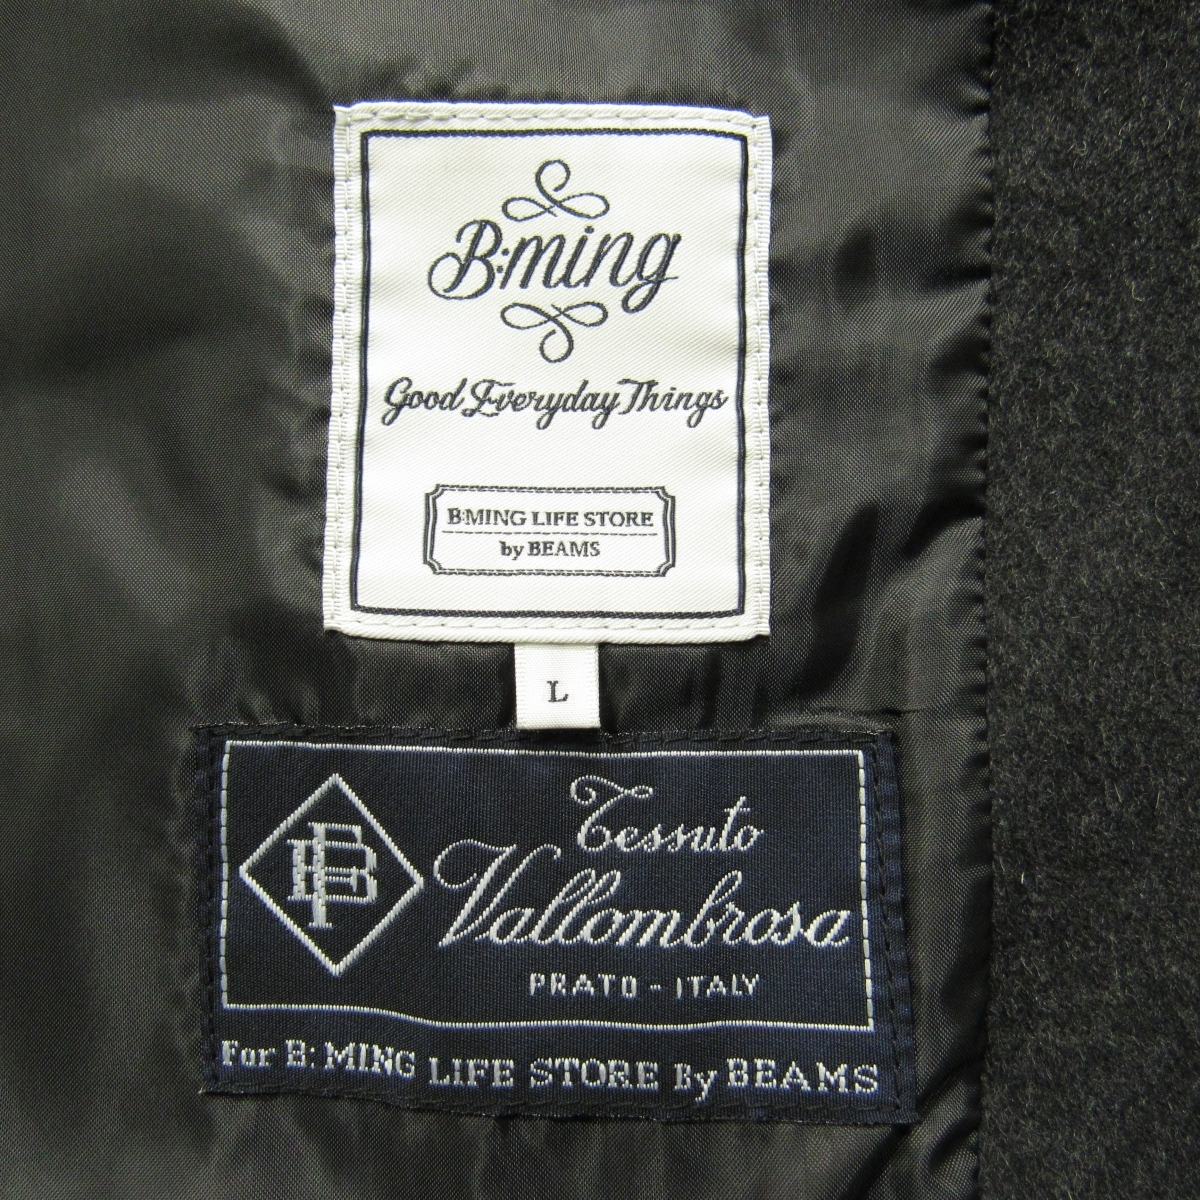 B:ming
Good Everyday Things
B:MING LIFE STORE
by BEAMS
L
Tessuto
Vallombrosa
PRATO - ITALY
For B:MING LIFE STORE By BEAMS